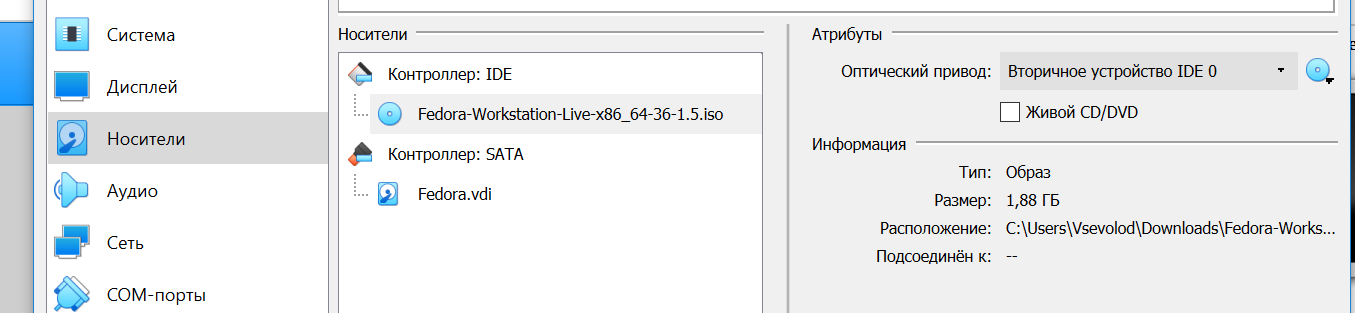 Система
Дисплей
Носители
Аудио
Сеть
COM-порты
Носители
Контроллер: IDE
Fedora-Workstation-Live-x86_64-36-1.5.iso
Контроллер: SATA
Fedora.vdi
Атрибуты
Оптический привод: Вторичное устройство IDE 0
Живой CD/DVD
Информация
Тип: Образ
Размер: 1,88 ГБ
Расположение: C:\Users\Vsevolod\Downloads\Fedora-Works...
Подсоединён к: --